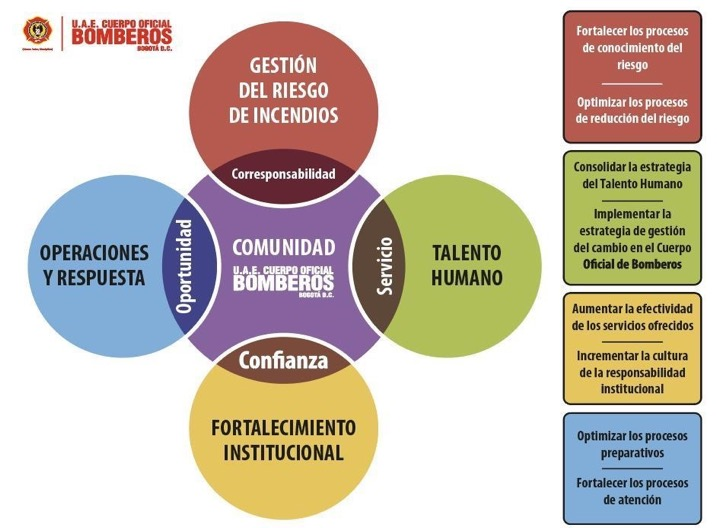 U.A.E. CUERPO OFICIAL
BOMBEROS
BOGOTÁ D.C.
GESTIÓN
DEL RIESGO
DE INCENDIOS
Corresponsabilidad
OPERACIONES
Y RESPUESTA
Oportunidad
COMUNIDAD
U.A.E. CUERPO OFICIAL
BOMBEROS
BOGOTÁ D.C.
Servicio
TALENTO
HUMANO
Confianza
FORTALECIMIENTO
INSTITUCIONAL
Fortalecer los procesos
de conocimiento del
riesgo
Optimizar los procesos
de reducción del riesgo
Consolidar la estrategia
del Talento Humano
Implementar la
estrategia de gestión
del cambio en el Cuerpo
Oficial de Bomberos
Aumentar la efectividad
de los servicios ofrecidos
Incrementar la cultura
de la responsabilidad
institucional
Optimizar los procesos
preparativos
Fortalecer los procesos
de atención